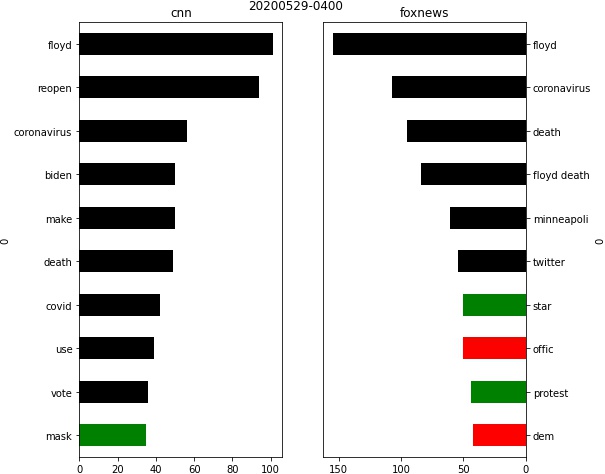 20200529-0400
cnn
foxnews
floyd
reopen
coronavirus
biden
make
death
covid
use
vote
mask
0
0 20 40 60 80 100
floyd
coronavirus
death
floyd death
minneapoli
twitter
star
offic
protest
dem
0
150 100 50 0